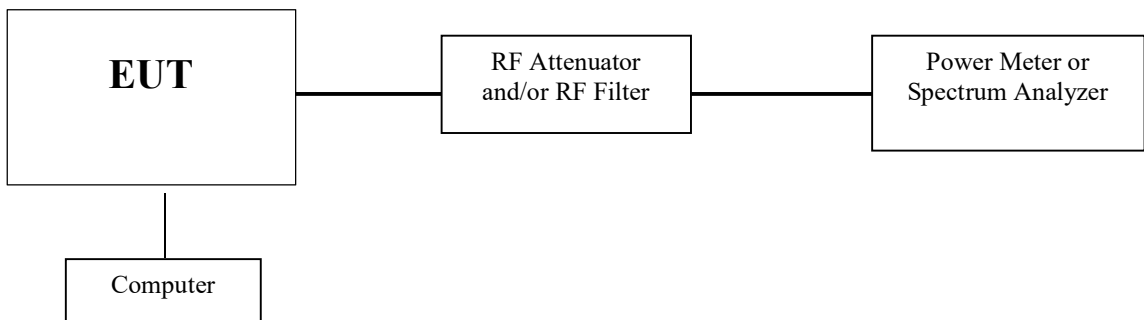 EUT
RF Attenuator
and/or RF Filter
Power Meter or
Spectrum Analyzer
Computer